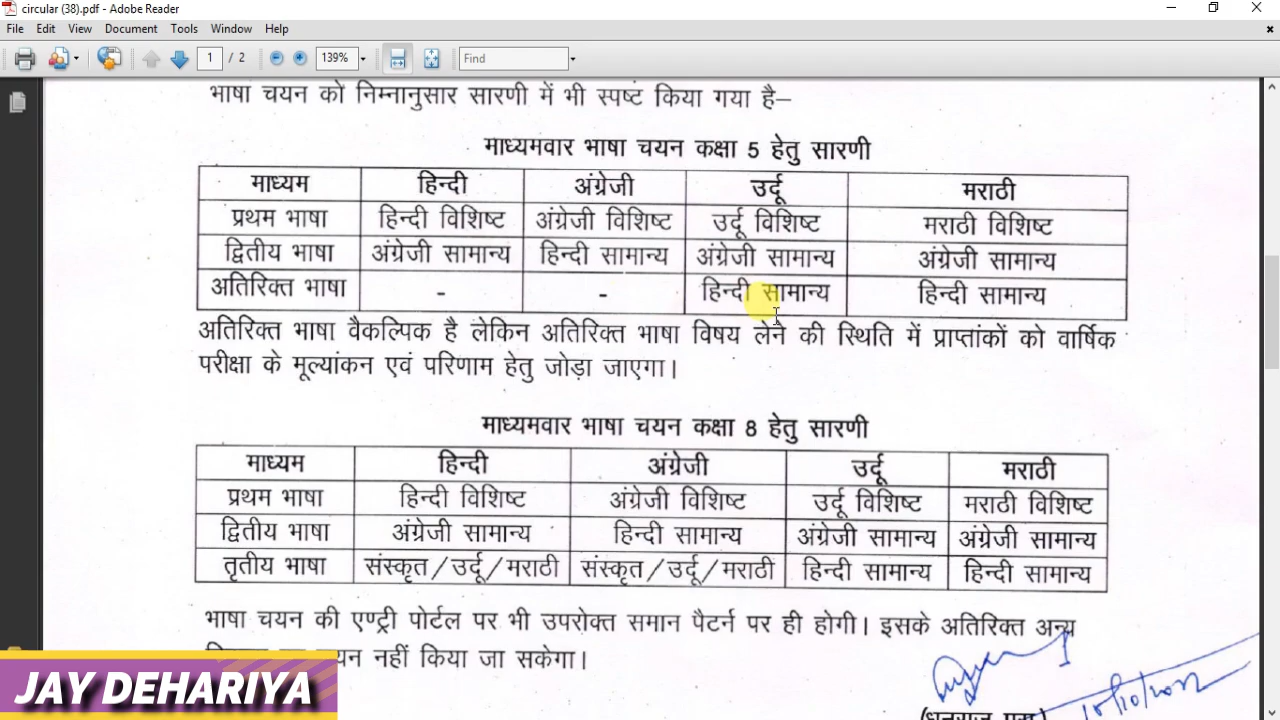 circular (38).pdf - Adobe Reader
File Edit View Document Tools Window Help
1 / 2 139% Find
भाषा चयन को निम्नानुसार सारणी में भी स्पष्ट किया गया है–
माध्यमवार भाषा चयन कक्षा 5 हेतु सारणी
माध्यम हिन्दी अंग्रेजी उर्दू मराठी
प्रथम भाषा हिन्दी विशिष्ट अंग्रेजी विशिष्ट उर्दू विशिष्ट मराठी विशिष्ट
द्वितीय भाषा अंग्रेजी सामान्य हिन्दी सामान्य अंग्रेजी सामान्य अंग्रेजी सामान्य
अतिरिक्त भाषा - - हिन्दी सामान्य हिन्दी सामान्य
अतिरिक्त भाषा वैकल्पिक है लेकिन अतिरिक्त भाषा विषय लेने की स्थिति में प्राप्तांकों को वार्षिक
परीक्षा के मूल्यांकन एवं परिणाम हेतु जोड़ा जाएगा।
माध्यमवार भाषा चयन कक्षा 8 हेतु सारणी
माध्यम हिन्दी अंग्रेजी उर्दू मराठी
प्रथम भाषा हिन्दी विशिष्ट अंग्रेजी विशिष्ट उर्दू विशिष्ट मराठी विशिष्ट
द्वितीय भाषा अंग्रेजी सामान्य हिन्दी सामान्य अंग्रेजी सामान्य अंग्रेजी सामान्य
तृतीय भाषा संस्कृत/उर्दू/मराठी संस्कृत/उर्दू/मराठी हिन्दी सामान्य हिन्दी सामान्य
भाषा चयन की एण्ट्री पोर्टल पर भी उपरोक्त समान पैटर्न पर ही होगी। इसके अतिरिक्त अन्य
नहीं किया जा सकेगा।
JAY DEHARIYA